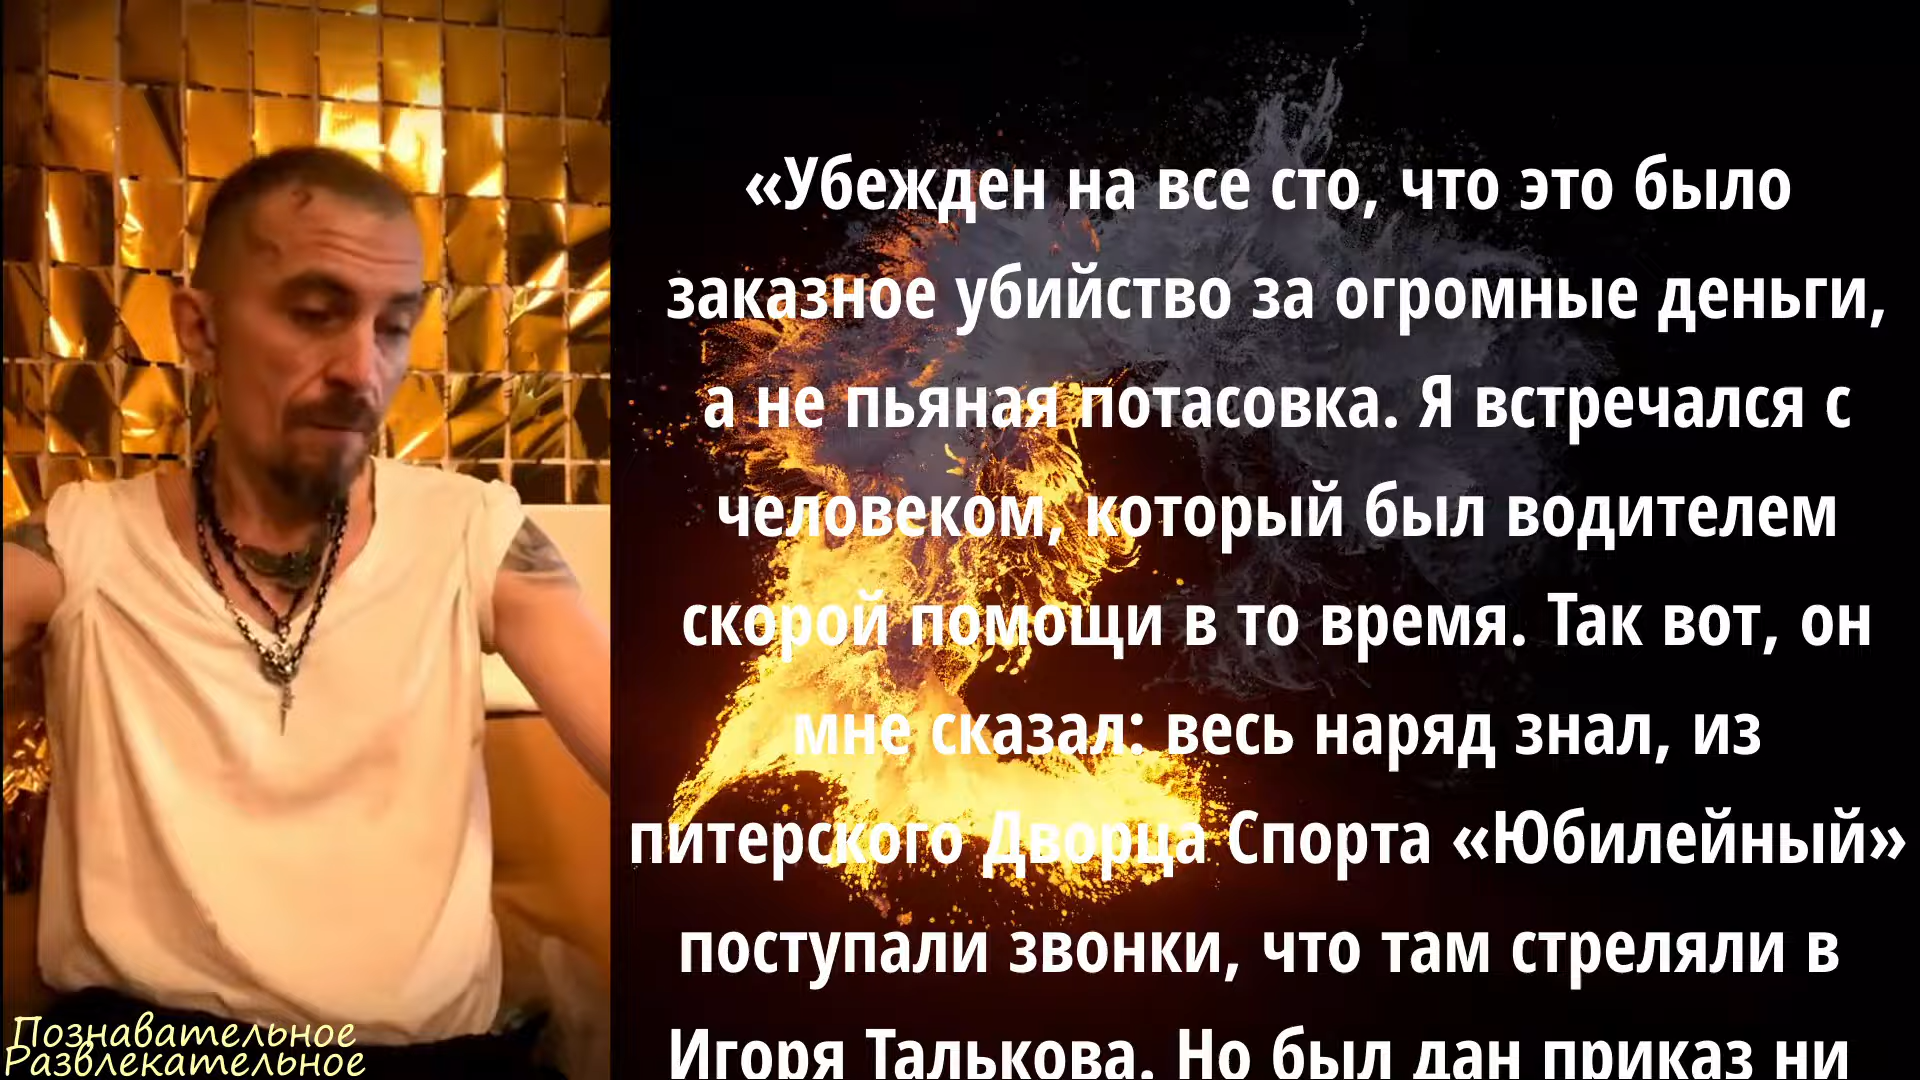 «Убежден на все сто, что это было
заказное убийство за огромные деньги,
а не пьяная потасовка. Я встречался с
человеком, который был водителем
скорой помощи в то время. Так вот, он
мне сказал: весь наряд знал, из
питерского Дворца Спорта «Юбилейный»
поступали звонки, что там стреляли в
Игоря Талькова. Но был дан приказ ни
Познавательное
Развлекательное